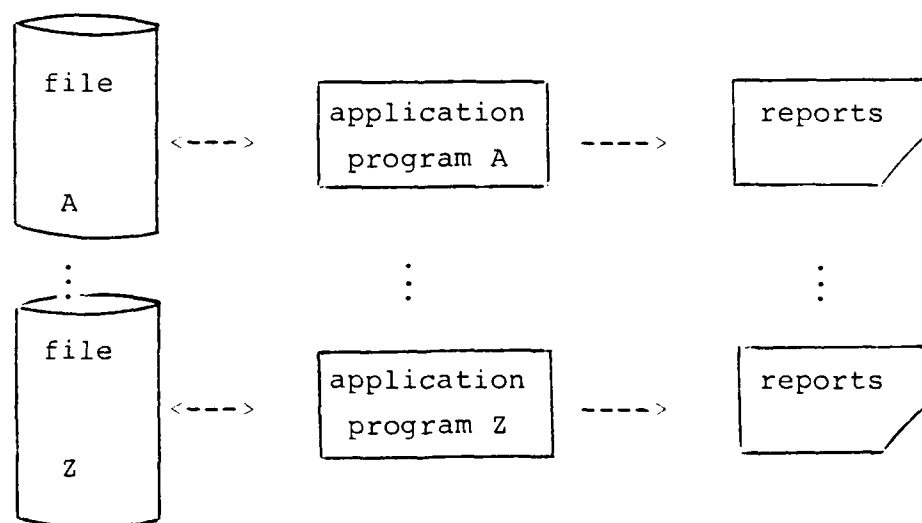 file
A
application
program A
reports
file
Z
application
program Z
reports